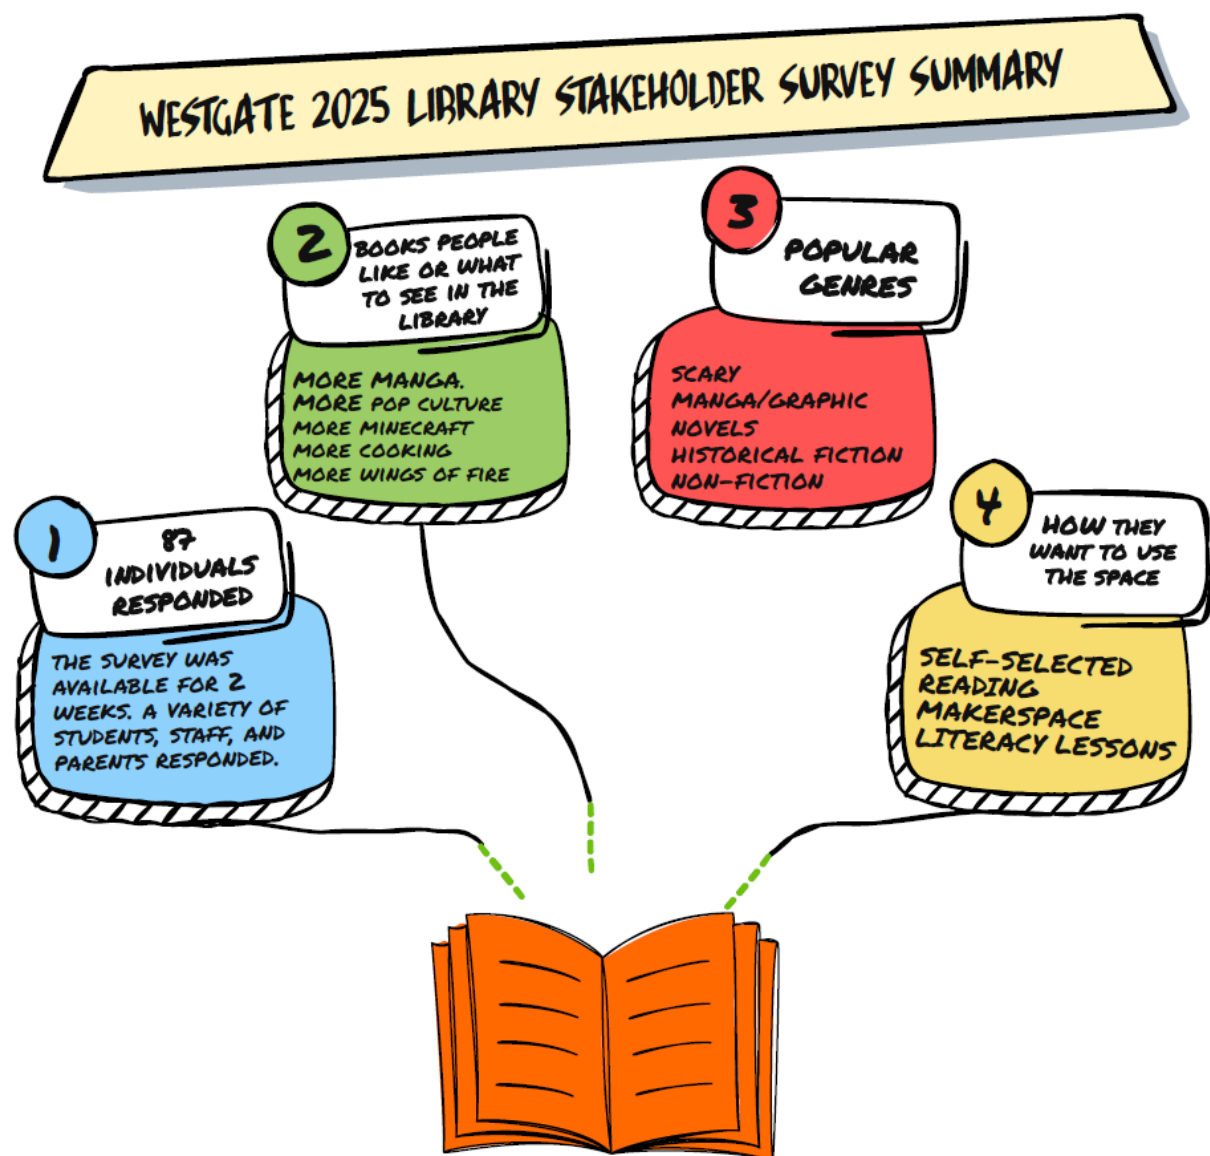 WESTGATE 2025 LIBRARY STAKEHOLDER SURVEY SUMMARY
1
87
INDIVIDUALS
RESPONDED
THE SURVEY WAS
AVAILABLE FOR 2
WEEKS. A VARIETY OF
STUDENTS, STAFF, AND
PARENTS RESPONDED.
2
BOOKS PEOPLE
LIKE OR WHAT
TO SEE IN THE
LIBRARY
MORE MANGA.
MORE POP CULTURE
MORE MINECRAFT
MORE COOKING
MORE WINGS OF FIRE
3
POPULAR
GENRES
SCARY
MANGA/GRAPHIC
NOVELS
HISTORICAL FICTION
NON-FICTION
4
HOW THEY
WANT TO USE
THE SPACE
SELF-SELECTED
READING
MAKERSPACE
LITERACY LESSONS